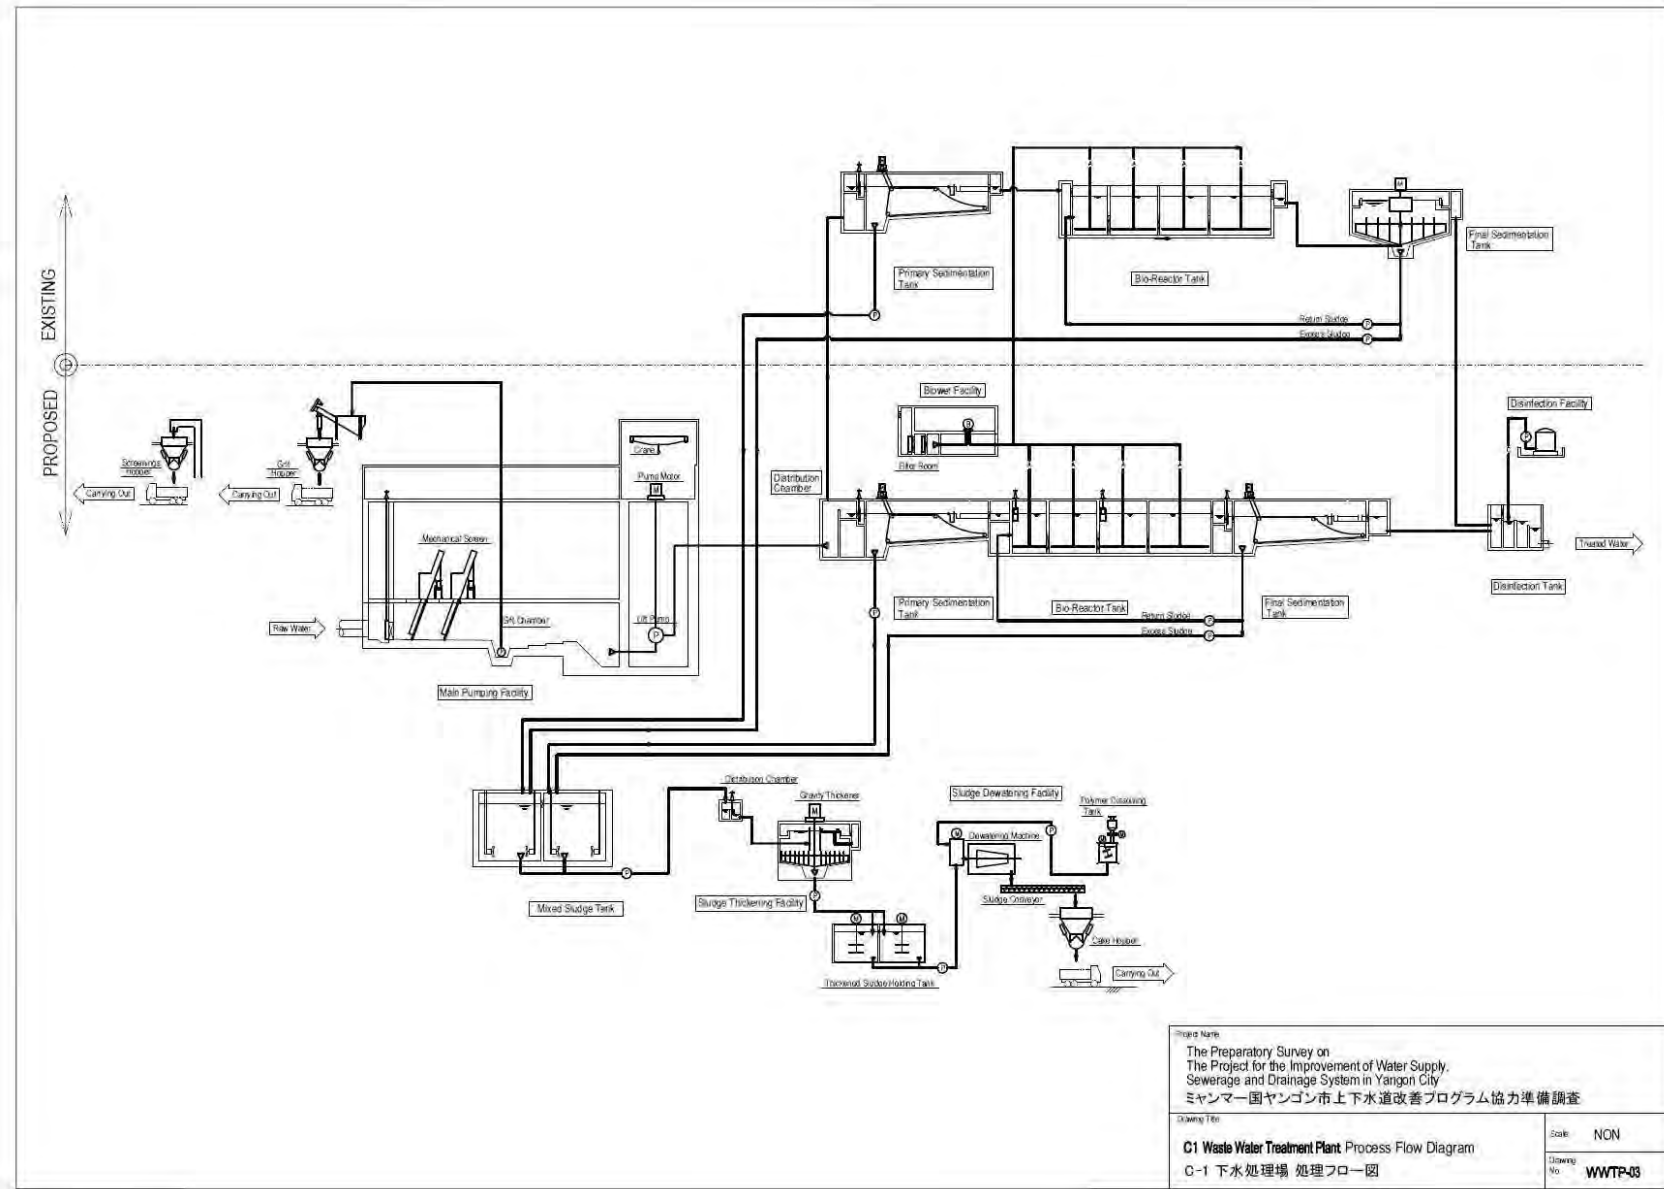 EXISTING
PROPOSED
Primary Sedimentation
Tank
Bio-Reactor Tank
Final Sedimentation
Tank
Return Sludge
Excess Sludge
M
P
P
P
Blower Facility
B
Filter Room
Disinfection Facility
P
Screenings
Hopper
Carrying Out
Grit
Hopper
Carrying Out
Crane
Pump Motor
M
Mechanical Screen
Raw Water
Grit Chamber
Lift Pump
P
Main Pumping Facility
Distribution
Chamber
Primary Sedimentation
Tank
Bio-Reactor Tank
Final Sedimentation
Tank
Return Sludge
Excess Sludge
P
P
P
Treated Water
Disinfection Tank
Mixed Sludge Tank
P
Distribution Chamber
Gravity Thickener
M
Sludge Thickening Facility
P
M
M
Thickened Sludge Holding Tank
P
Sludge Dewatering Facility
M
Dewatering Machine
P
Polymer Dissolving
Tank
Sludge Conveyor
Cake Hopper
Carrying Out
Project Name
The Preparatory Survey on
The Project for the Improvement of Water Supply,
Sewerage and Drainage System in Yangon City
ミャンマー国ヤンゴン市上下水道改善プログラム協力準備調査
Drawing Title
C1 Waste Water Treatment Plant Process Flow Diagram
C-1 下水処理場 処理フロー図
Scale NON
Drawing
No. WWTP-03